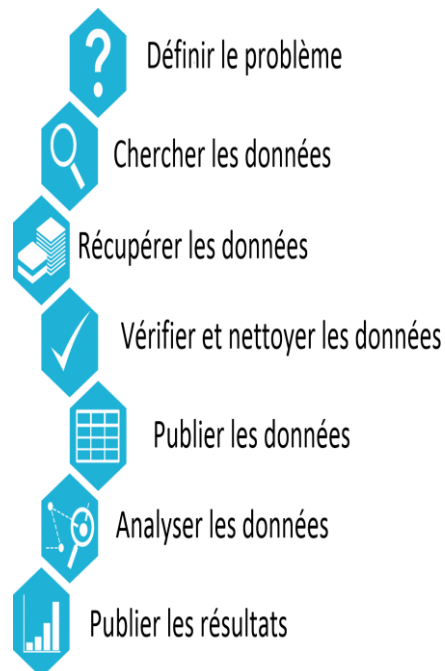 ?
Définir le problème
Chercher les données
Récupérer les données
Vérifier et nettoyer les données
Publier les données
Analyser les données
Publier les résultats